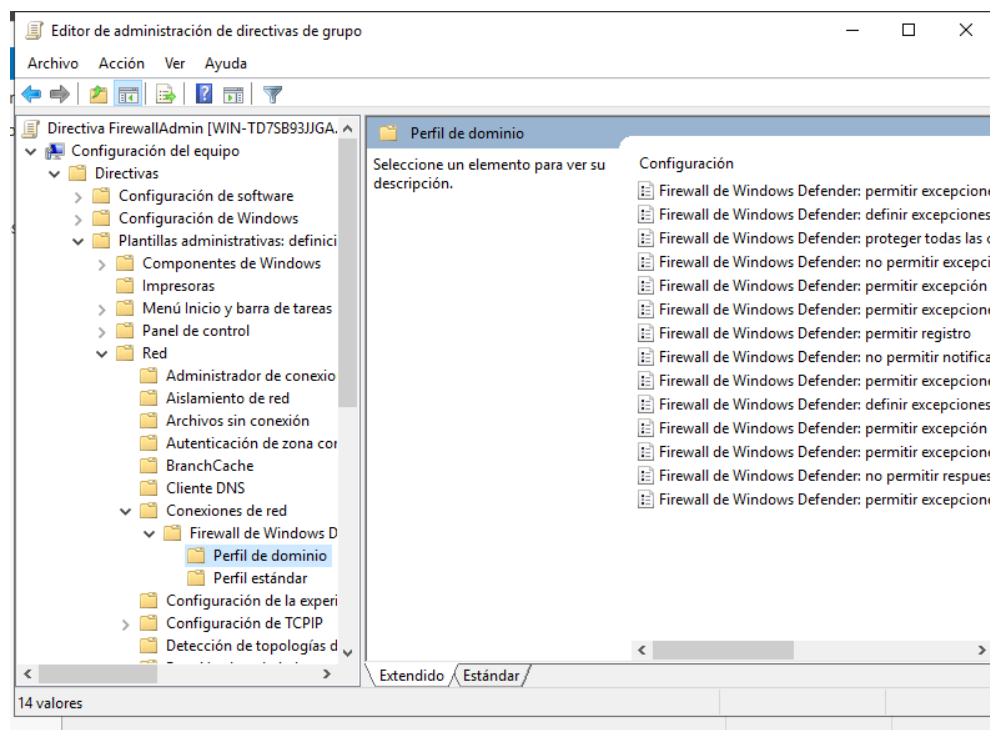 Editor de administración de directivas de grupo
Archivo Acción Ver Ayuda
Directiva FirewallAdmin [WIN-TD7SB93JJGA.
Configuración del equipo
Directivas
Configuración de software
Configuración de Windows
Plantillas administrativas: definici
Componentes de Windows
Impresoras
Menú Inicio y barra de tareas
Panel de control
Red
Administrador de conexio
Aislamiento de red
Archivos sin conexión
Autenticación de zona cor
BranchCache
Cliente DNS
Conexiones de red
Firewall de Windows D
Perfil de dominio
Perfil estándar
Configuración de la experi
Configuración de TCPIP
Detección de topologías d
Perfil de dominio
Seleccione un elemento para ver su
descripción.
Configuración
Firewall de Windows Defender: permitir excepcione
Firewall de Windows Defender: definir excepciones
Firewall de Windows Defender: proteger todas las c
Firewall de Windows Defender: no permitir excepci
Firewall de Windows Defender: permitir excepción
Firewall de Windows Defender: permitir excepcione
Firewall de Windows Defender: permitir registro
Firewall de Windows Defender: no permitir notifica
Firewall de Windows Defender: permitir excepcione
Firewall de Windows Defender: definir excepciones
Firewall de Windows Defender: permitir excepción
Firewall de Windows Defender: permitir excepcione
Firewall de Windows Defender: no permitir respues
Firewall de Windows Defender: permitir excepcione
Extendido Estándar
14 valores